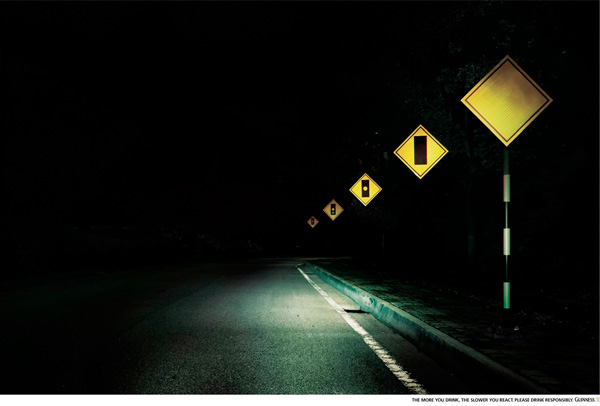 THE MORE YOU DRINK, THE SLOWER YOU REACT. PLEASE DRINK RESPONSIBLY. GUINNESS